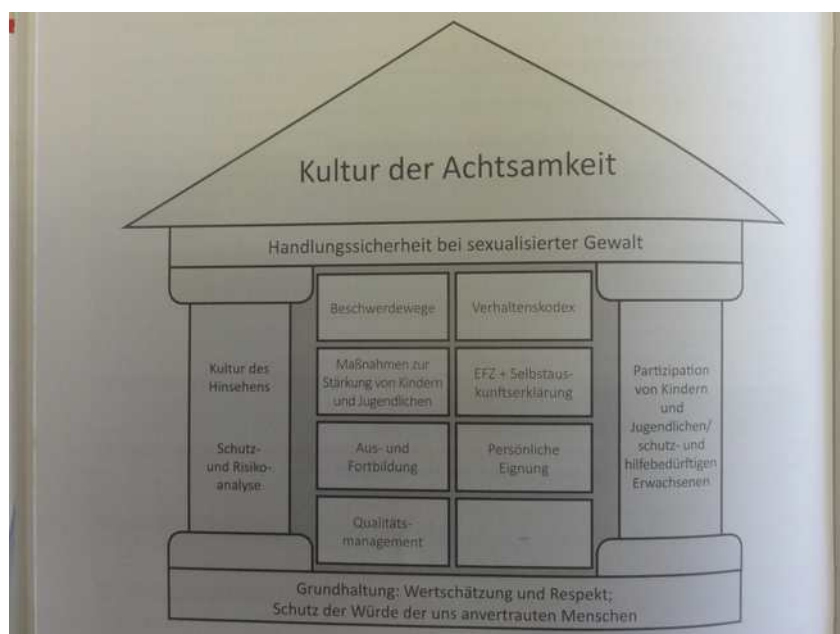 Kultur der Achtsamkeit
Handlungssicherheit bei sexualisierter Gewalt
Kultur des
Hinsehens
Schutz-
und Risiko-
analyse
Beschwerdewege
Verhaltenskodex
Maßnahmen zur
Stärkung von Kindern
und Jugendlichen
EFZ + Selbstaus-
kunftserklärung
Aus- und
Fortbildung
Persönliche
Eignung
Qualitäts-
management
...
Partizipation
von Kindern
und
Jugendlichen/
schutz- und
hilfebedürftigen
Erwachsenen
Grundhaltung: Wertschätzung und Respekt;
Schutz der Würde der uns anvertrauten Menschen